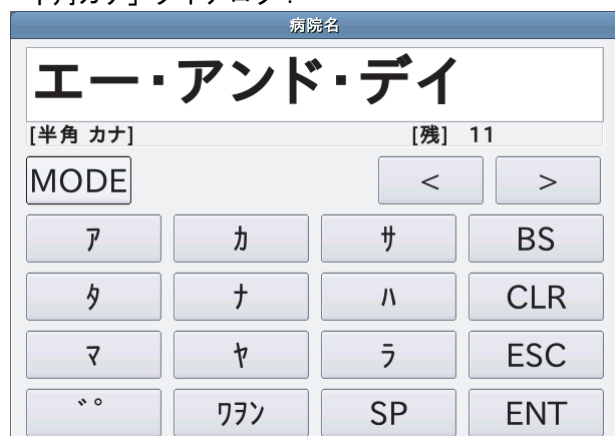 病院名
エー・アンド・デイ
[半角 カナ] [残] 11
MODE < >
ｱ ｶ ｻ BS
ﾀ ﾅ ﾊ CLR
ﾏ ﾔ ﾗ ESC
ﾞﾟ ﾜｦﾝ SP ENT